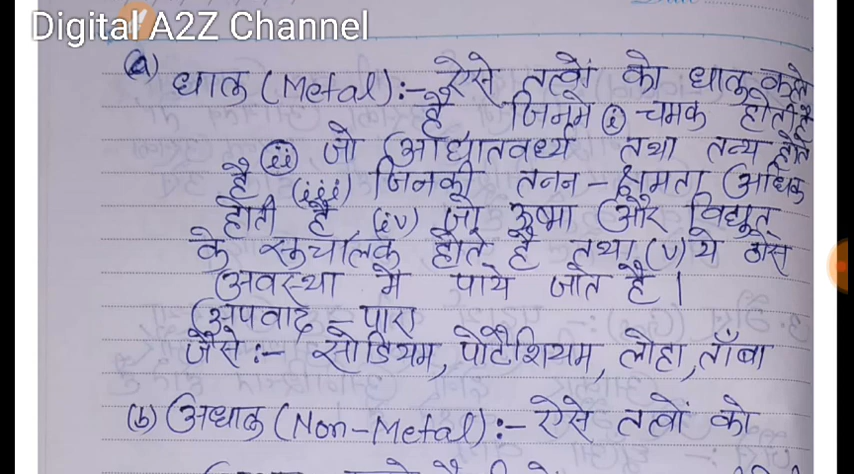 Digital A2Z Channel
(a) धातु (Metal):- ऐसे तत्वों को धातु कहते
है जिनमे (i) चमक होती है
है (ii) जो आघातवर्ध्य तथा तन्य होते
(iii) जिनकी तनन-क्षमता अधिक
होती है (iv) जो ऊष्मा और विद्युत
के सुचालक होते है तथा (v) ये ठोस
अवस्था में पाये जाते है।
अपवाद - पारा
जैसे:- सोडियम, पोटैशियम, लोहा, ताँबा
(b) अधातु (Non-Metal):- ऐसे तत्वों को